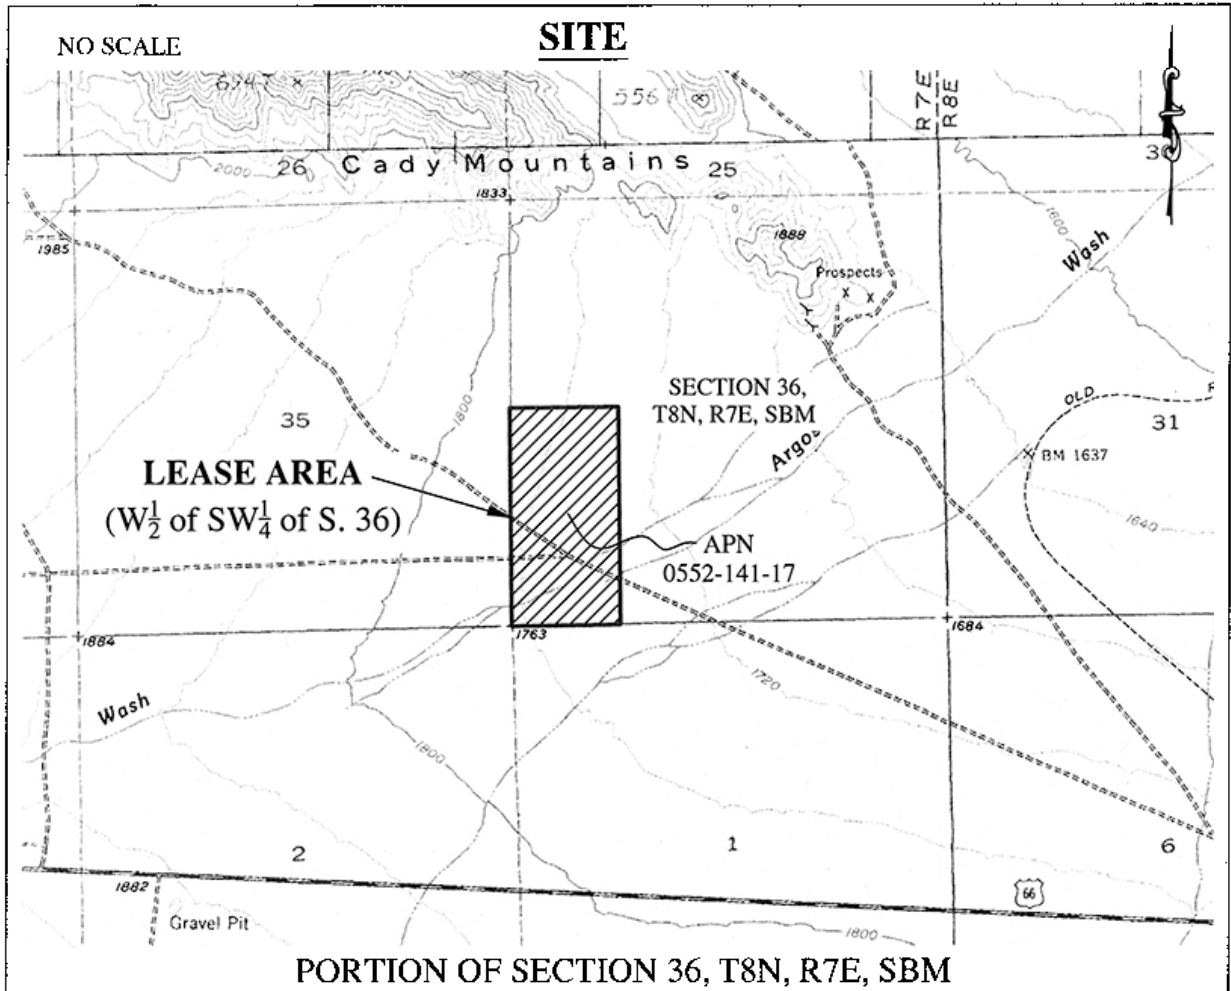 NO SCALE
SITE
674 T
556 T
R7E
R8E
2000
26
Cady Mountains
25
30
1833
1985
1888
1600
Wash
Prospects
SECTION 36,
T8N, R7E, SBM
OLD
35
1800
31
Argos
BM 1637
LEASE AREA
(W½ of SW¼ of S. 36)
1640
APN
0552-141-17
1884
1763
1684
1720
Wash
1800
2
1
6
1882
66
Gravel Pit
1800
PORTION OF SECTION 36, T8N, R7E, SBM